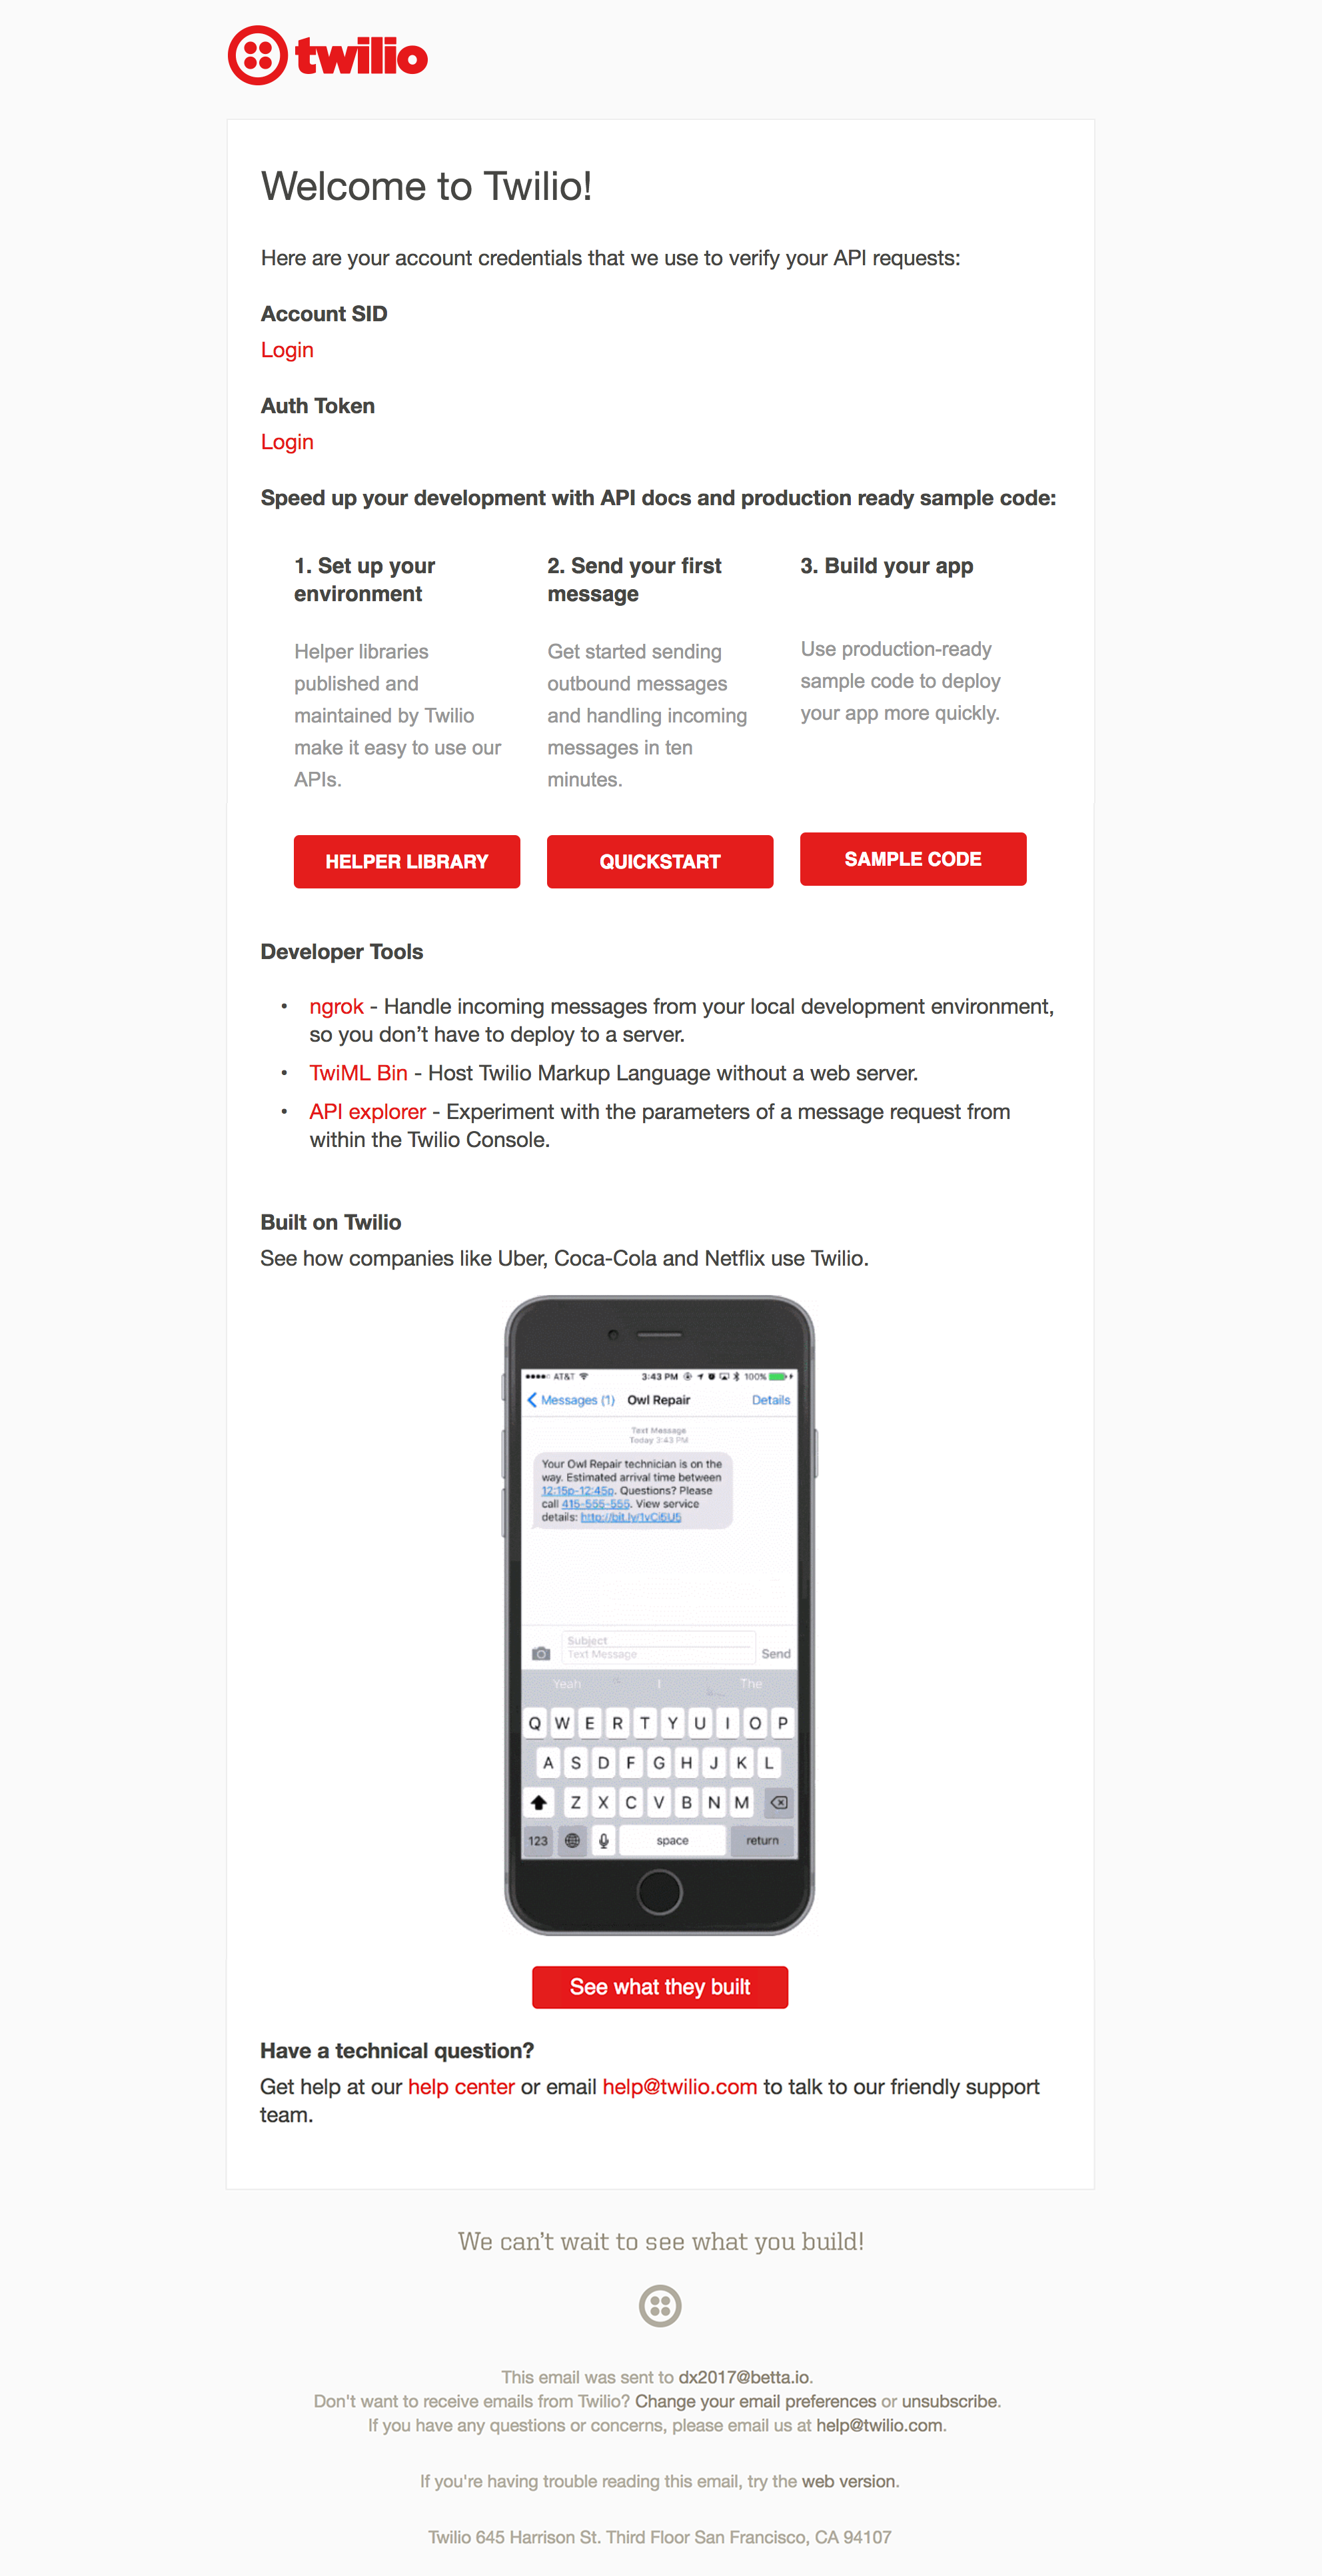 twilio
Welcome to Twilio!
Here are your account credentials that we use to verify your API requests:
Account SID
Login
Auth Token
Login
Speed up your development with API docs and production ready sample code:
1. Set up your
environment
Helper libraries
published and
maintained by Twilio
make it easy to use our
APIs.
HELPER LIBRARY
2. Send your first
message
Get started sending
outbound messages
and handling incoming
messages in ten
minutes.
QUICKSTART
3. Build your app
Use production-ready
sample code to deploy
your app more quickly.
SAMPLE CODE
Developer Tools
• ngrok - Handle incoming messages from your local development environment,
so you don’t have to deploy to a server.
• TwiML Bin - Host Twilio Markup Language without a web server.
• API explorer - Experiment with the parameters of a message request from
within the Twilio Console.
Built on Twilio
See how companies like Uber, Coca-Cola and Netflix use Twilio.
AT&T 3:43 PM 100%
Messages (1) Owl Repair Details
Text Message
Today 3:43 PM
Your Owl Repair technician is on the
way. Estimated arrival time between
12:15p-12:45p. Questions? Please
call 415-555-555. View service
details: http://bit.ly/1vCi5U5
Subject
Text Message Send
Yeah I The
Q W E R T Y U I O P
A S D F G H J K L
Z X C V B N M
123 space return
See what they built
Have a technical question?
Get help at our help center or email help@twilio.com to talk to our friendly support
team.
We can’t wait to see what you build!
This email was sent to dx2017@betta.io.
Don't want to receive emails from Twilio? Change your email preferences or unsubscribe.
If you have any questions or concerns, please email us at help@twilio.com.
If you're having trouble reading this email, try the web version.
Twilio 645 Harrison St. Third Floor San Francisco, CA 94107